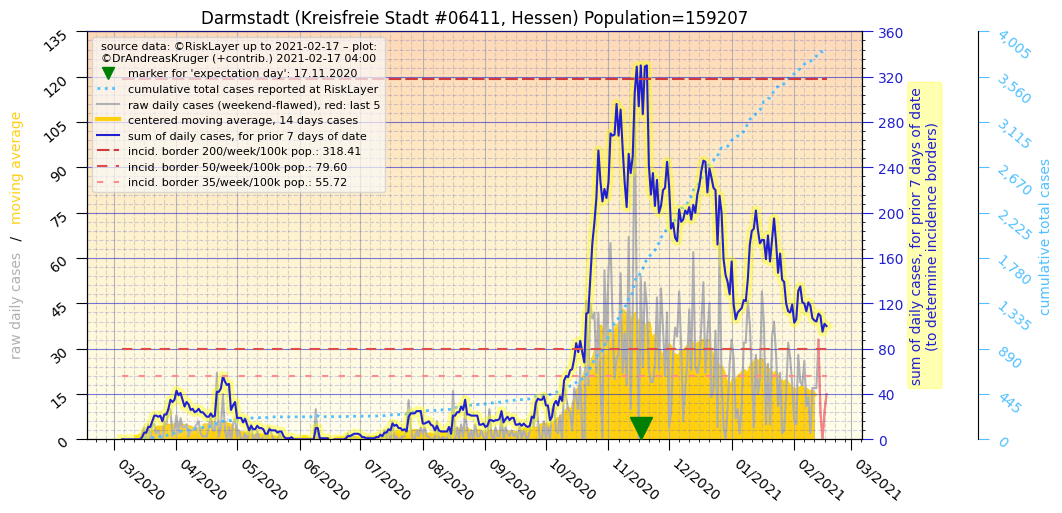 Darmstadt (Kreisfreie Stadt #06411, Hessen) Population=159207
source data: ©RiskLayer up to 2021-02-17 – plot:
©DrAndreasKruger (+contrib.) 2021-02-17 04:00
marker for 'expectation day': 17.11.2020
cumulative total cases reported at RiskLayer
raw daily cases (weekend-flawed), red: last 5
centered moving average, 14 days cases
sum of daily cases, for prior 7 days of date
incid. border 200/week/100k pop.: 318.41
incid. border 50/week/100k pop.: 79.60
incid. border 35/week/100k pop.: 55.72
raw daily cases / moving average
135
120
105
90
75
60
45
30
15
0
03/2020
04/2020
05/2020
06/2020
07/2020
08/2020
09/2020
10/2020
11/2020
12/2020
01/2021
02/2021
03/2021
360
320
280
240
200
160
120
80
40
0
sum of daily cases, for prior 7 days of date
(to determine incidence borders)
4,005
3,560
3,115
2,670
2,225
1,780
1,335
890
445
0
cumulative total cases